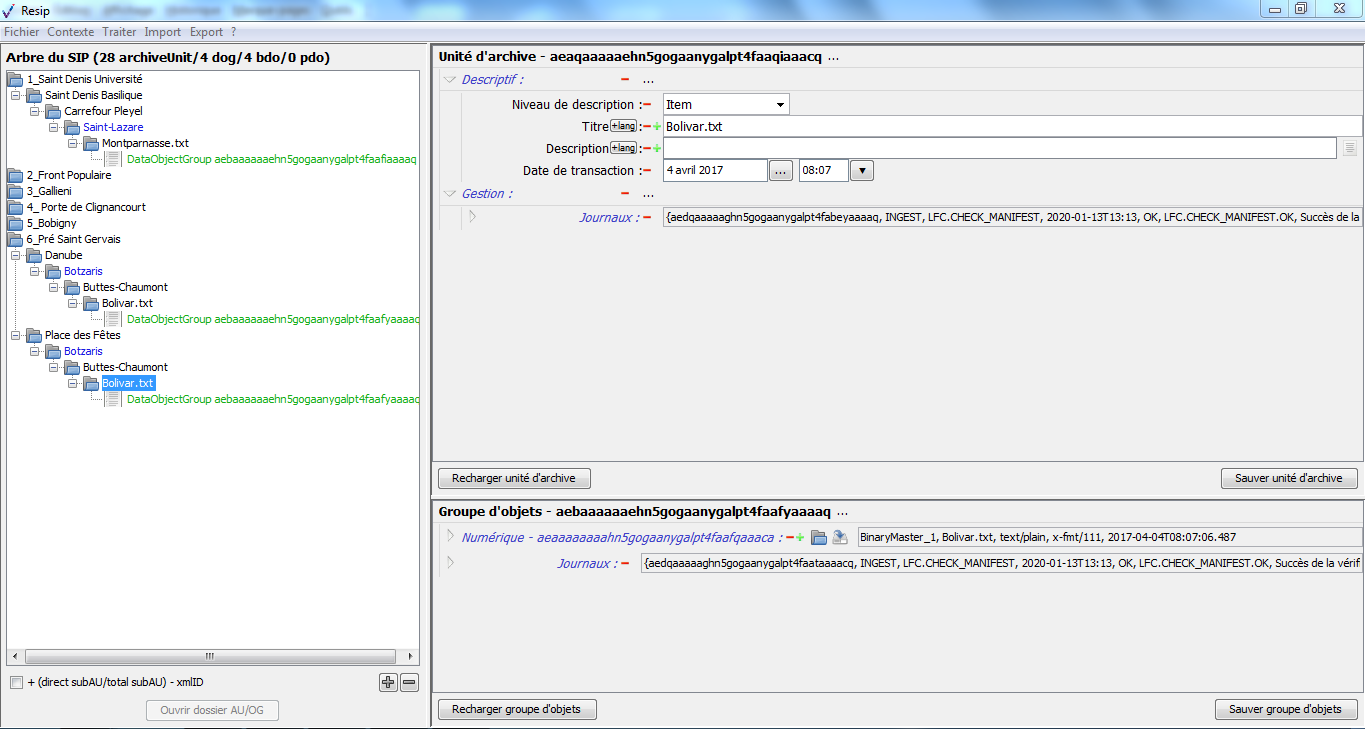 Resip
Fichier Contexte Traiter Import Export ?
Arbre du SIP (28 archiveUnit/4 dog/4 bdo/0 pdo)
1_Saint Denis Université
Saint Denis Basilique
Carrefour Pleyel
Saint-Lazare
Montparnasse.txt
DataObjectGroup aebaaaaaaehn5gogaanygalpt4faafiaaaaq
2_Front Populaire
3_Gallieni
4_ Porte de Clignancourt
5_Bobigny
6_Pré Saint Gervais
Danube
Botzaris
Buttes-Chaumont
Bolivar.txt
DataObjectGroup aebaaaaaaehn5gogaanygalpt4faafyaaaaq
Place des Fêtes
Botzaris
Buttes-Chaumont
Bolivar.txt
DataObjectGroup aebaaaaaaehn5gogaanygalpt4faafyaaaaq
+ (direct subAU/total subAU) - xmlID
Ouvrir dossier AU/OG
Unité d'archive - aeaqaaaaaaehn5gogaanygalpt4faaqiaaacq ...
Descriptif : ...
Niveau de description : Item
Titre +lang : Bolivar.txt
Description +lang :
Date de transaction : 4 avril 2017 ... 08:07
Gestion : ...
Journaux : {aedqaaaaaghn5gogaanygalpt4fabeyaaaaq, INGEST, LFC.CHECK_MANIFEST, 2020-01-13T13:13, OK, LFC.CHECK_MANIFEST.OK, Succès de la
Recharger unité d'archive Sauver unité d'archive
Groupe d'objets - aebaaaaaaehn5gogaanygalpt4faafyaaaaq ...
Numérique - aeaaaaaaaaahn5gogaanygalpt4faafqaaaca : BinaryMaster_1, Bolivar.txt, text/plain, x-fmt/111, 2017-04-04T08:07:06.487
Journaux : {aedqaaaaaghn5gogaanygalpt4faataaaacq, INGEST, LFC.CHECK_MANIFEST, 2020-01-13T13:13, OK, LFC.CHECK_MANIFEST.OK, Succès de la vérif
Recharger groupe d'objets Sauver groupe d'objets